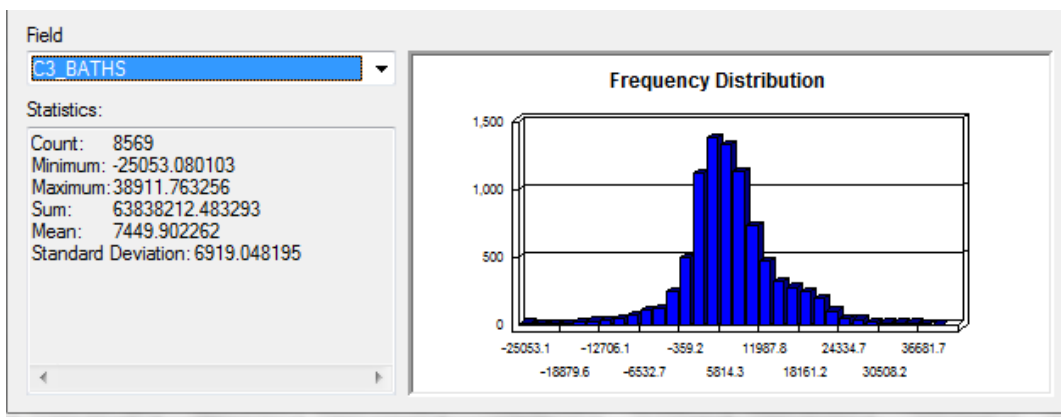 Field
C3_BATHS
Statistics:
Count: 8569
Minimum: -25053.080103
Maximum: 38911.763256
Sum: 63838212.483293
Mean: 7449.902262
Standard Deviation: 6919.048195
Frequency Distribution
1,500
1,000
500
0
-25053.1 -12706.1 -359.2 11987.8 24334.7 36681.7
-18879.6 -6532.7 5814.3 18161.2 30508.2